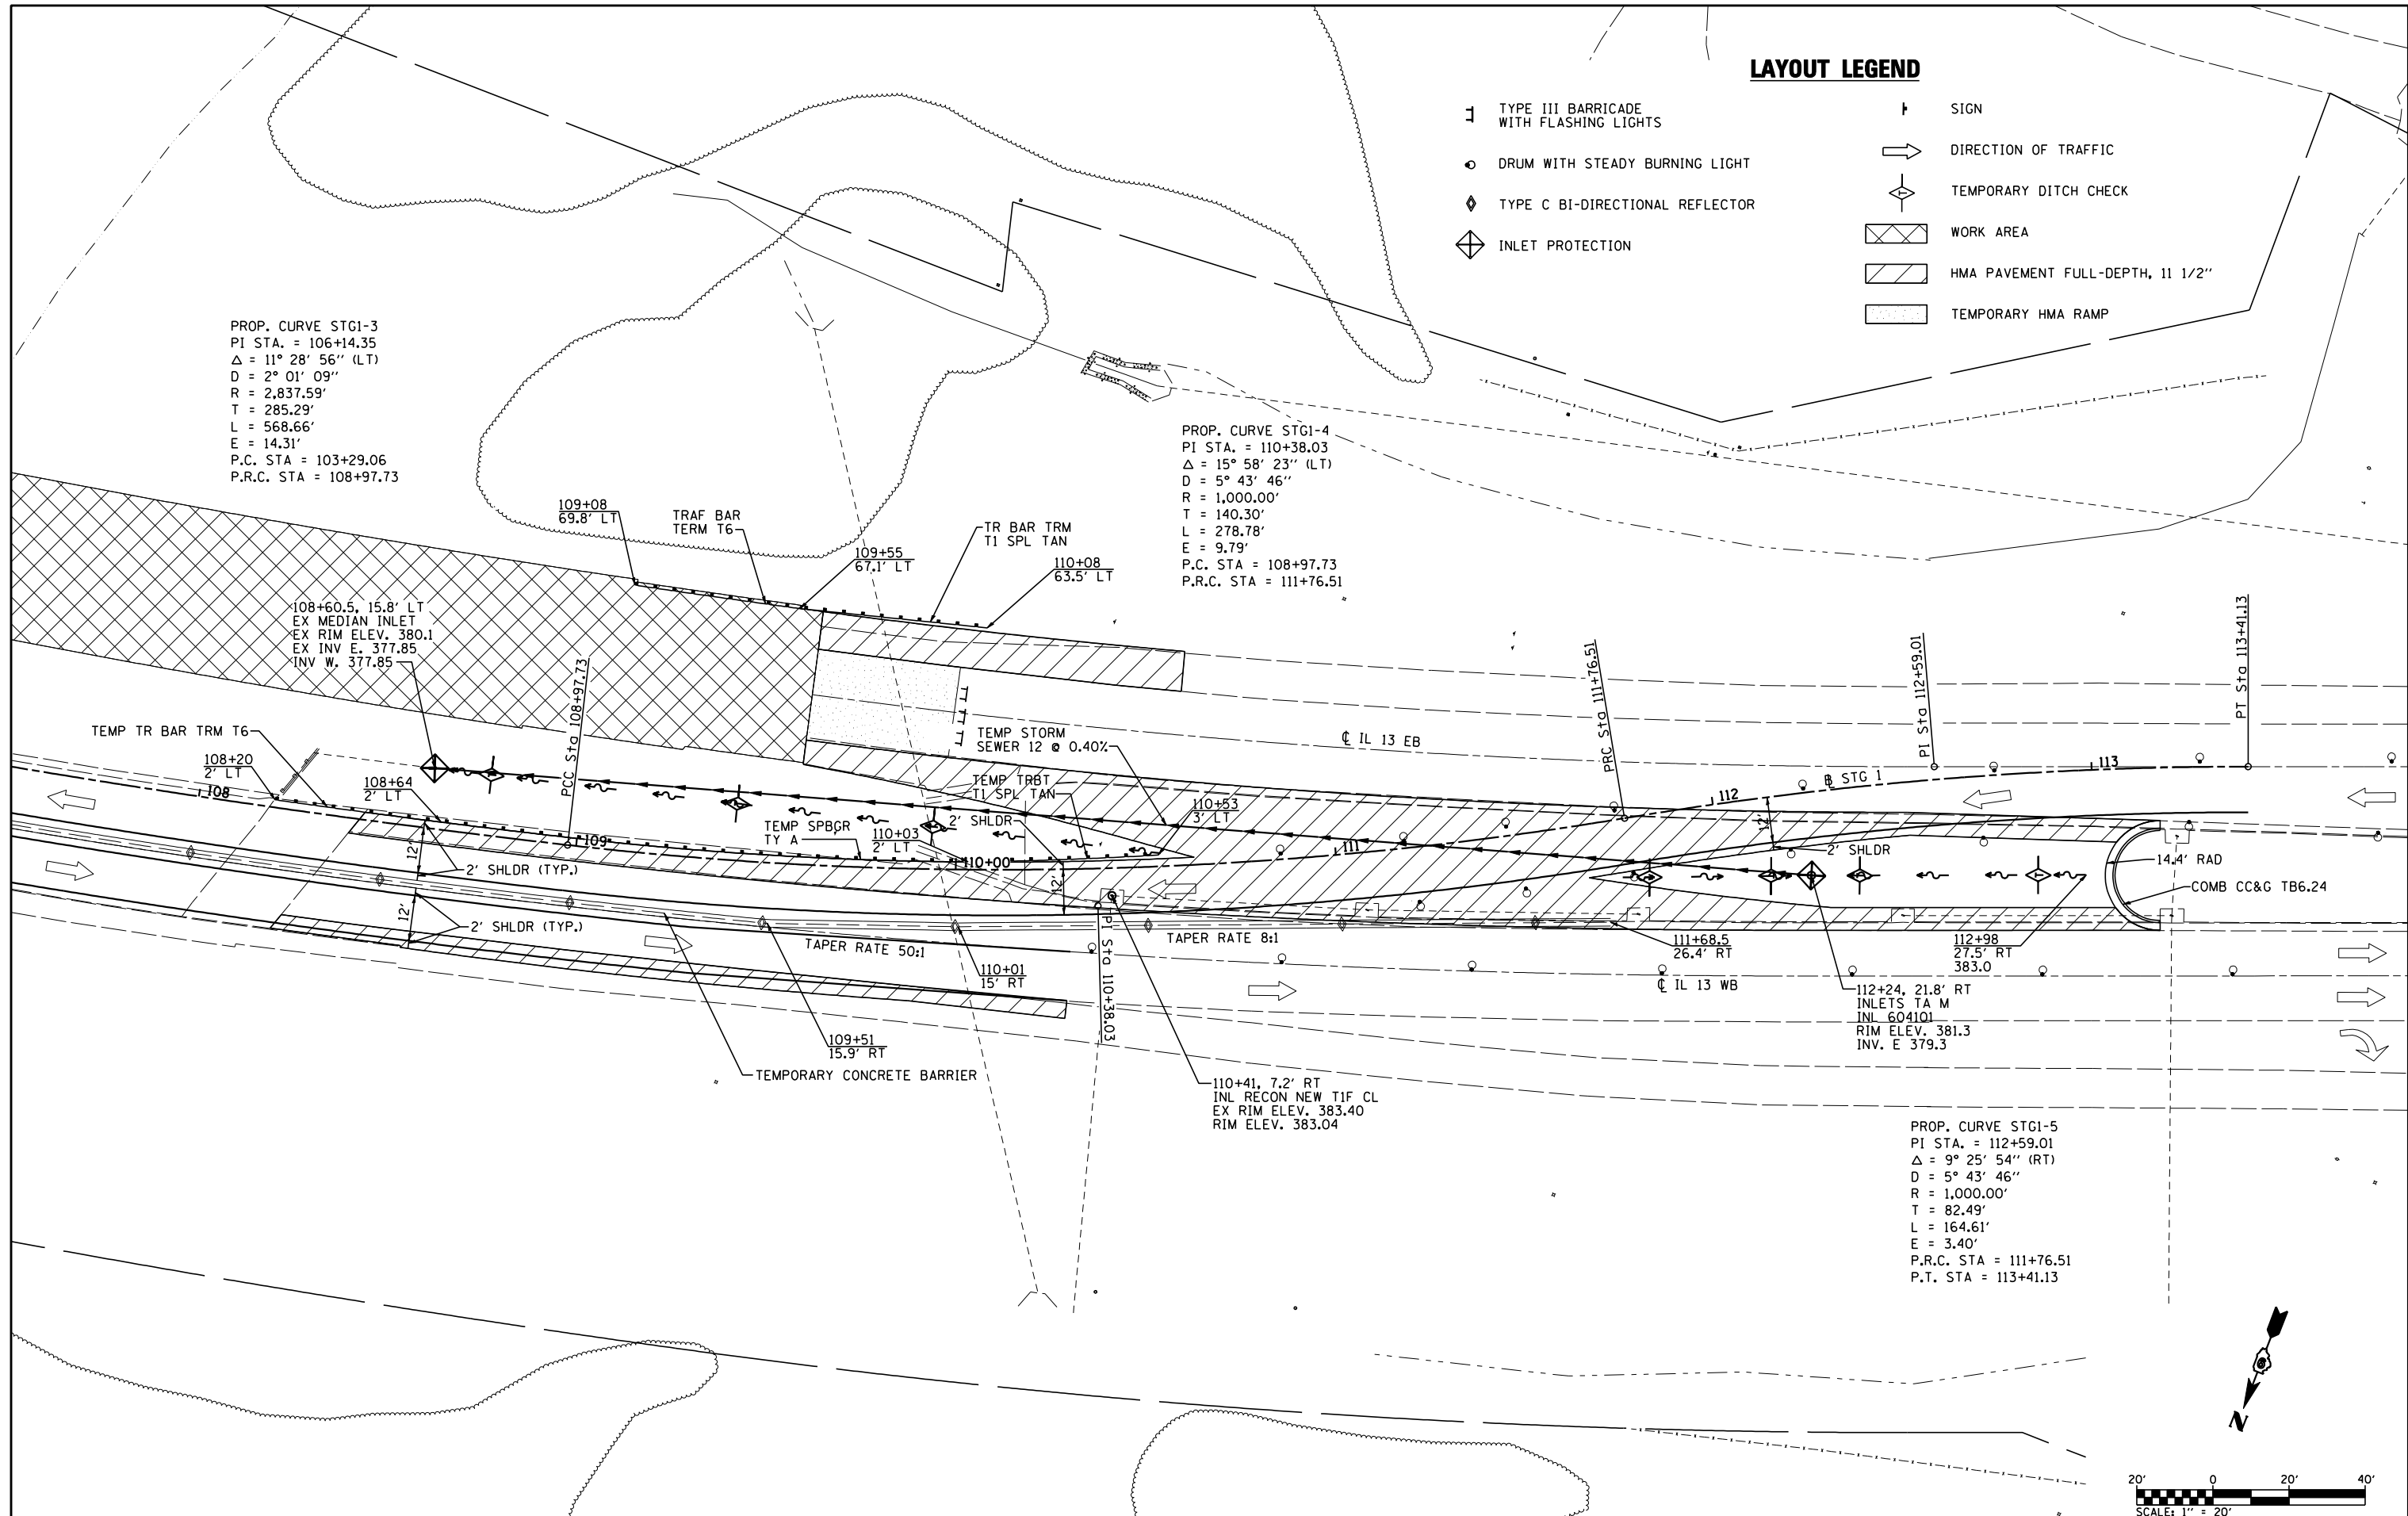 LAYOUT LEGEND
TYPE III BARRICADE
WITH FLASHING LIGHTS
DRUM WITH STEADY BURNING LIGHT
TYPE C BI-DIRECTIONAL REFLECTOR
INLET PROTECTION
SIGN
DIRECTION OF TRAFFIC
TEMPORARY DITCH CHECK
WORK AREA
HMA PAVEMENT FULL-DEPTH, 11 1/2"
TEMPORARY HMA RAMP
PROP. CURVE STG1-3
PI STA. = 106+14.35
Δ = 11° 28' 56" (LT)
D = 2° 01' 09"
R = 2,837.59'
T = 285.29'
L = 568.66'
E = 14.31'
P.C. STA = 103+29.06
P.R.C. STA = 108+97.73
PROP. CURVE STG1-4
PI STA. = 110+38.03
Δ = 15° 58' 23" (LT)
D = 5° 43' 46"
R = 1,000.00'
T = 140.30'
L = 278.78'
E = 9.79'
P.C. STA = 108+97.73
P.R.C. STA = 111+76.51
109+08
69.8' LT
TRAF BAR
TERM T6
109+55
67.1' LT
TR BAR TRM
T1 SPL TAN
110+08
63.5' LT
108+60.5, 15.8' LT
EX MEDIAN INLET
EX RIM ELEV. 380.1
EX INV E. 377.85
INV W. 377.85
PCC Sta 108+97.73
PRC Sta 111+76.51
PI Sta 112+59.01
PT Sta 113+41.13
TEMP TR BAR TRM T6
108+20
2' LT
108
108+64
2' LT
109
TEMP STORM
SEWER 12 @ 0.40%
℄ IL 13 EB
TEMP TRBT
T1 SPL TAN
110+53
3' LT
2' SHLDR
TEMP SPBGR
TY A
110+03
2' LT
110+00
111
112
B STG 1
113
12'
12'
2' SHLDR (TYP.)
12'
2' SHLDR (TYP.)
12'
2' SHLDR
14.4' RAD
COMB CC&G TB6.24
TAPER RATE 50:1
TAPER RATE 8:1
PI Sta 110+38.03
110+01
15' RT
109+51
15.9' RT
TEMPORARY CONCRETE BARRIER
111+68.5
26.4' RT
℄ IL 13 WB
112+98
27.5' RT
383.0
112+24, 21.8' RT
INLETS TA M
INL 604101
RIM ELEV. 381.3
INV. E 379.3
110+41, 7.2' RT
INL RECON NEW T1F CL
EX RIM ELEV. 383.40
RIM ELEV. 383.04
PROP. CURVE STG1-5
PI STA. = 112+59.01
Δ = 9° 25' 54" (RT)
D = 5° 43' 46"
R = 1,000.00'
T = 82.49'
L = 164.61'
E = 3.40'
P.R.C. STA = 111+76.51
P.T. STA = 113+41.13
N
20' 0 20' 40'
SCALE: 1" = 20'